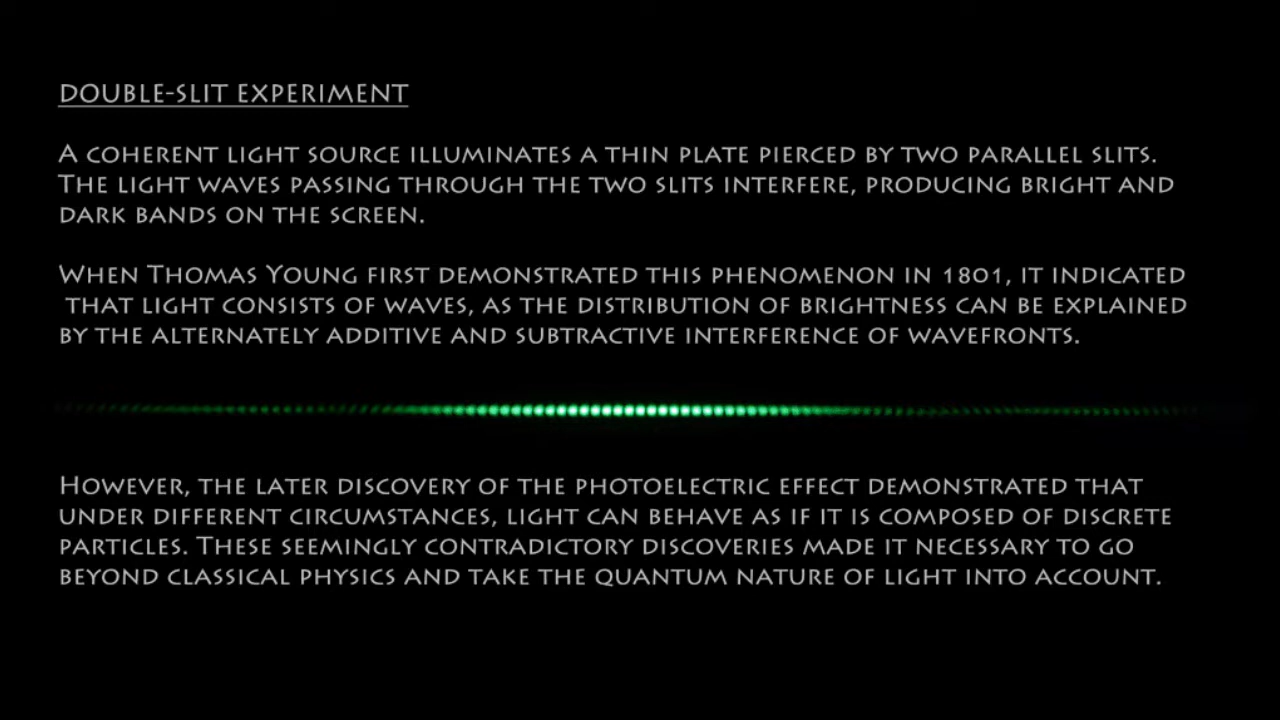 DOUBLE-SLIT EXPERIMENT
A COHERENT LIGHT SOURCE ILLUMINATES A THIN PLATE PIERCED BY TWO PARALLEL SLITS.
THE LIGHT WAVES PASSING THROUGH THE TWO SLITS INTERFERE, PRODUCING BRIGHT AND
DARK BANDS ON THE SCREEN.
WHEN THOMAS YOUNG FIRST DEMONSTRATED THIS PHENOMENON IN 1801, IT INDICATED
THAT LIGHT CONSISTS OF WAVES, AS THE DISTRIBUTION OF BRIGHTNESS CAN BE EXPLAINED
BY THE ALTERNATELY ADDITIVE AND SUBTRACTIVE INTERFERENCE OF WAVEFRONTS.
HOWEVER, THE LATER DISCOVERY OF THE PHOTOELECTRIC EFFECT DEMONSTRATED THAT
UNDER DIFFERENT CIRCUMSTANCES, LIGHT CAN BEHAVE AS IF IT IS COMPOSED OF DISCRETE
PARTICLES. THESE SEEMINGLY CONTRADICTORY DISCOVERIES MADE IT NECESSARY TO GO
BEYOND CLASSICAL PHYSICS AND TAKE THE QUANTUM NATURE OF LIGHT INTO ACCOUNT.